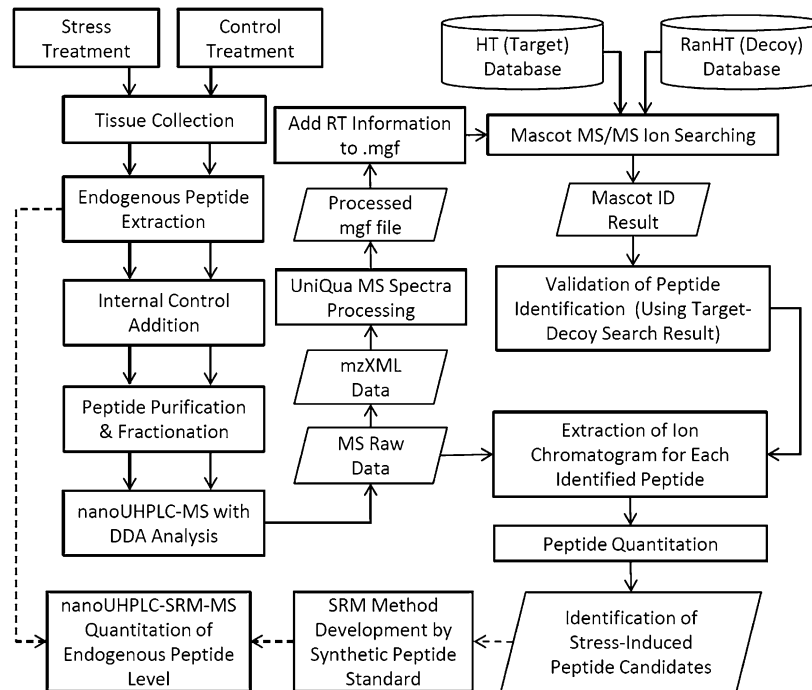 Stress
Treatment
Control
Treatment
Tissue Collection
Endogenous Peptide
Extraction
Internal Control
Addition
Peptide Purification
& Fractionation
nanoUHPLC-MS with
DDA Analysis
MS Raw
Data
mzXML
Data
UniQua MS Spectra
Processing
Processed
mgf file
Add RT Information
to .mgf
HT (Target)
Database
RanHT (Decoy)
Database
Mascot MS/MS Ion Searching
Mascot ID
Result
Validation of Peptide
Identification (Using Target-
Decoy Search Result)
Extraction of Ion
Chromatogram for Each
Identified Peptide
Peptide Quantitation
Identification of
Stress-Induced
Peptide Candidates
SRM Method
Development by
Synthetic Peptide
Standard
nanoUHPLC-SRM-MS
Quantitation of
Endogenous Peptide
Level